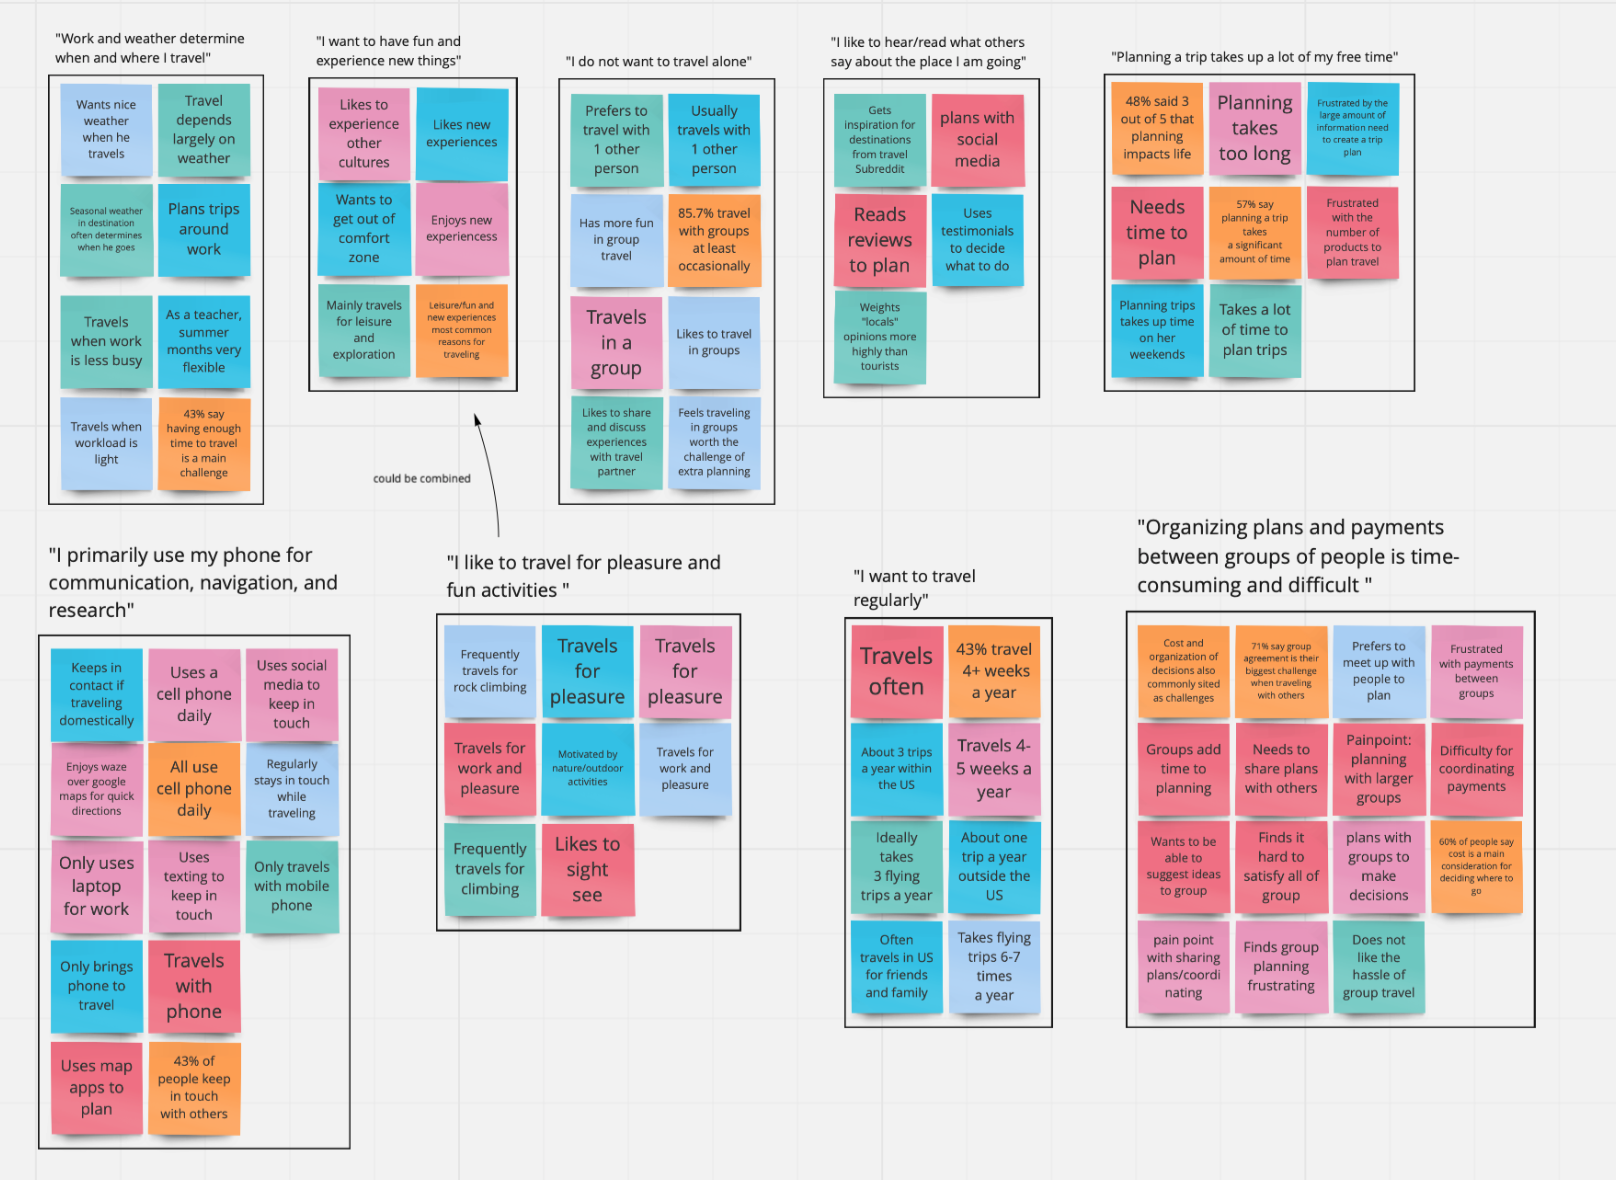 "Work and weather determine
when and where I travel"
Wants nice
weather
when he
travels
Travel
depends
largely on
weather
Seasonal weather
in destination
often determines
when he goes
Plans trips
around
work
Travels
when work
is less busy
As a teacher,
summer
months very
flexible
Travels when
workload is
light
43% say
having enough
time to travel
is a main
challenge
"I want to have fun and
experience new things"
Likes to
experience
other
cultures
Likes new
experiences
Wants to
get out of
comfort
zone
Enjoys new
experiencess
Mainly travels
for leisure
and
exploration
Leisure/fun and
new experiences
most common
reasons for
traveling
could be combined
"I do not want to travel alone"
Prefers to
travel with
1 other
person
Usually
travels with
1 other
person
Has more fun
in group
travel
85.7% travel
with groups
at least
occasionally
Travels
in a
group
Likes to travel
in groups
Likes to share
and discuss
experiences
with travel
partner
Feels traveling
in groups
worth the
challenge of
extra planning
"I like to hear/read what others
say about the place I am going"
Gets
inspiration for
destinations
from travel
Subreddit
plans with
social
media
Reads
reviews
to plan
Uses
testimonials
to decide
what to do
Weights
"locals"
opinions more
highly than
tourists
"Planning a trip takes up a lot of my free time"
48% said 3
out of 5 that
planning
impacts life
Planning
takes
too long
Frustrated by the
large amount of
information need
to create a trip
plan
Needs
time to
plan
57% say
planning a trip
takes
a significant
amount of time
Frustrated
with the
number of
products to
plan travel
Planning trips
takes up time
on her
weekends
Takes a lot
of time to
plan trips
"I primarily use my phone for
communication, navigation, and
research"
Keeps in
contact if
traveling
domestically
Uses a
cell phone
daily
Uses social
media to
keep in
touch
Enjoys waze
over google
maps for quick
directions
All use
cell phone
daily
Regularly
stays in touch
while
traveling
Only uses
laptop
for work
Uses
texting to
keep in
touch
Only travels
with mobile
phone
Only brings
phone to
travel
Travels
with
phone
Uses map
apps to
plan
43% of
people keep
in touch
with others
"I like to travel for pleasure and
fun activities "
Frequently
travels for
rock climbing
Travels
for
pleasure
Travels
for
pleasure
Travels for
work and
pleasure
Motivated by
nature/outdoor
activities
Travels for
work and
pleasure
Frequently
travels for
climbing
Likes to
sight
see
"I want to travel
regularly"
Travels
often
43% travel
4+ weeks
a year
About 3 trips
a year within
the US
Travels 4-
5 weeks a
year
Ideally
takes
3 flying
trips a year
About one
trip a year
outside the
US
Often
travels in US
for friends
and family
Takes flying
trips 6-7
times
a year
"Organizing plans and payments
between groups of people is time-
consuming and difficult "
Cost and
organization of
decisions also
commonly sited
as challenges
71% say group
agreement is their
biggest challenge
when traveling
with others
Prefers to
meet up with
people to
plan
Frustrated
with payments
between
groups
Groups add
time to
planning
Needs to
share plans
with others
Painpoint:
planning
with larger
groups
Difficulty for
coordinating
payments
Wants to be
able to
suggest ideas
to group
Finds it
hard to
satisfy all of
group
plans with
groups to
make
decisions
60% of people say
cost is a main
consideration for
deciding where to
go
pain point
with sharing
plans/coordi
nating
Finds group
planning
frustrating
Does not
like the
hassle of
group travel